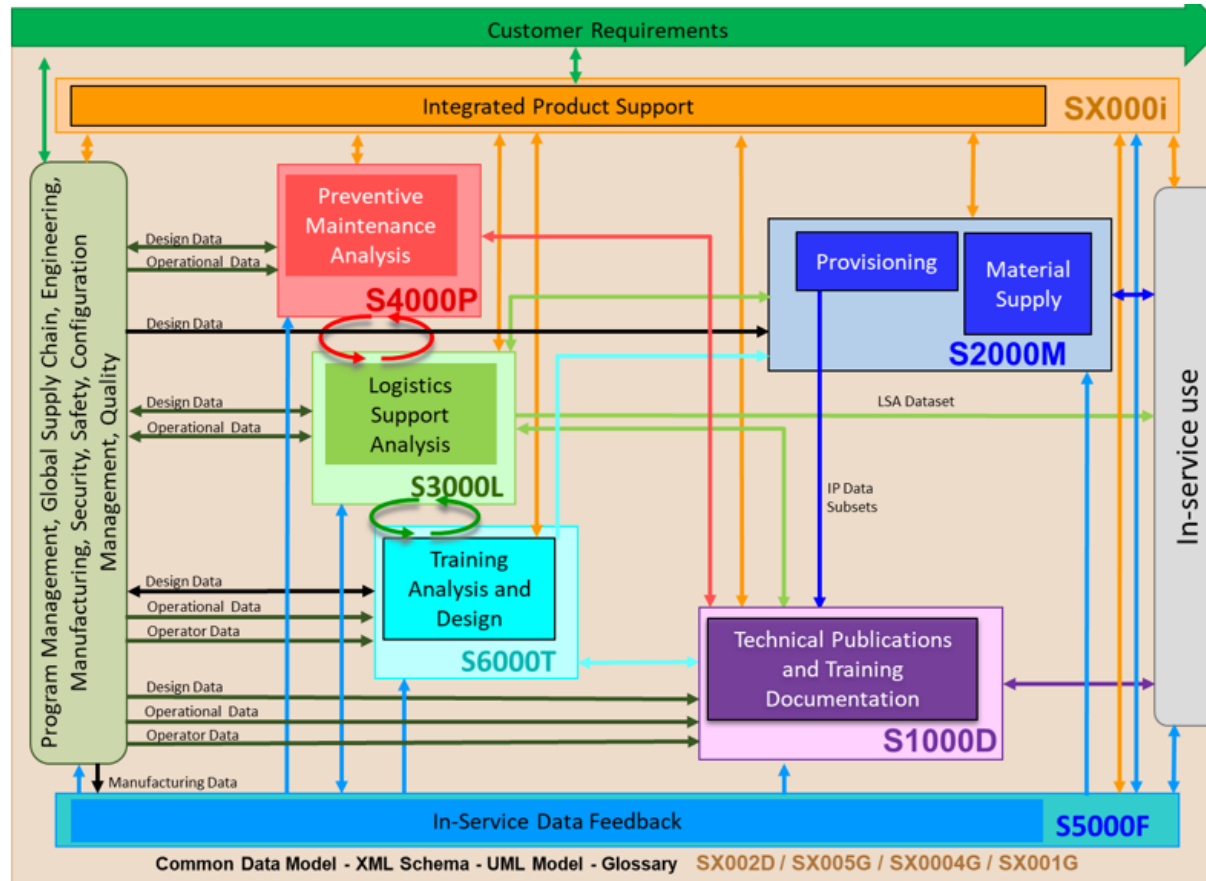 Customer Requirements
Integrated Product Support
SX000i
Program Management, Global Supply Chain, Engineering,
Manufacturing, Security, Safety, Configuration
Management, Quality
Preventive
Maintenance
Analysis
S4000P
Design Data
Operational Data
Design Data
Provisioning
Material
Supply
S2000M
Logistics
Support
Analysis
S3000L
Design Data
Operational Data
LSA Dataset
IP Data
Subsets
In-service use
Training
Analysis and
Design
S6000T
Design Data
Operational Data
Operator Data
Technical Publications
and Training
Documentation
S1000D
Design Data
Operational Data
Operator Data
Manufacturing Data
In-Service Data Feedback
S5000F
Common Data Model - XML Schema - UML Model - Glossary SX002D / SX005G / SX0004G / SX001G